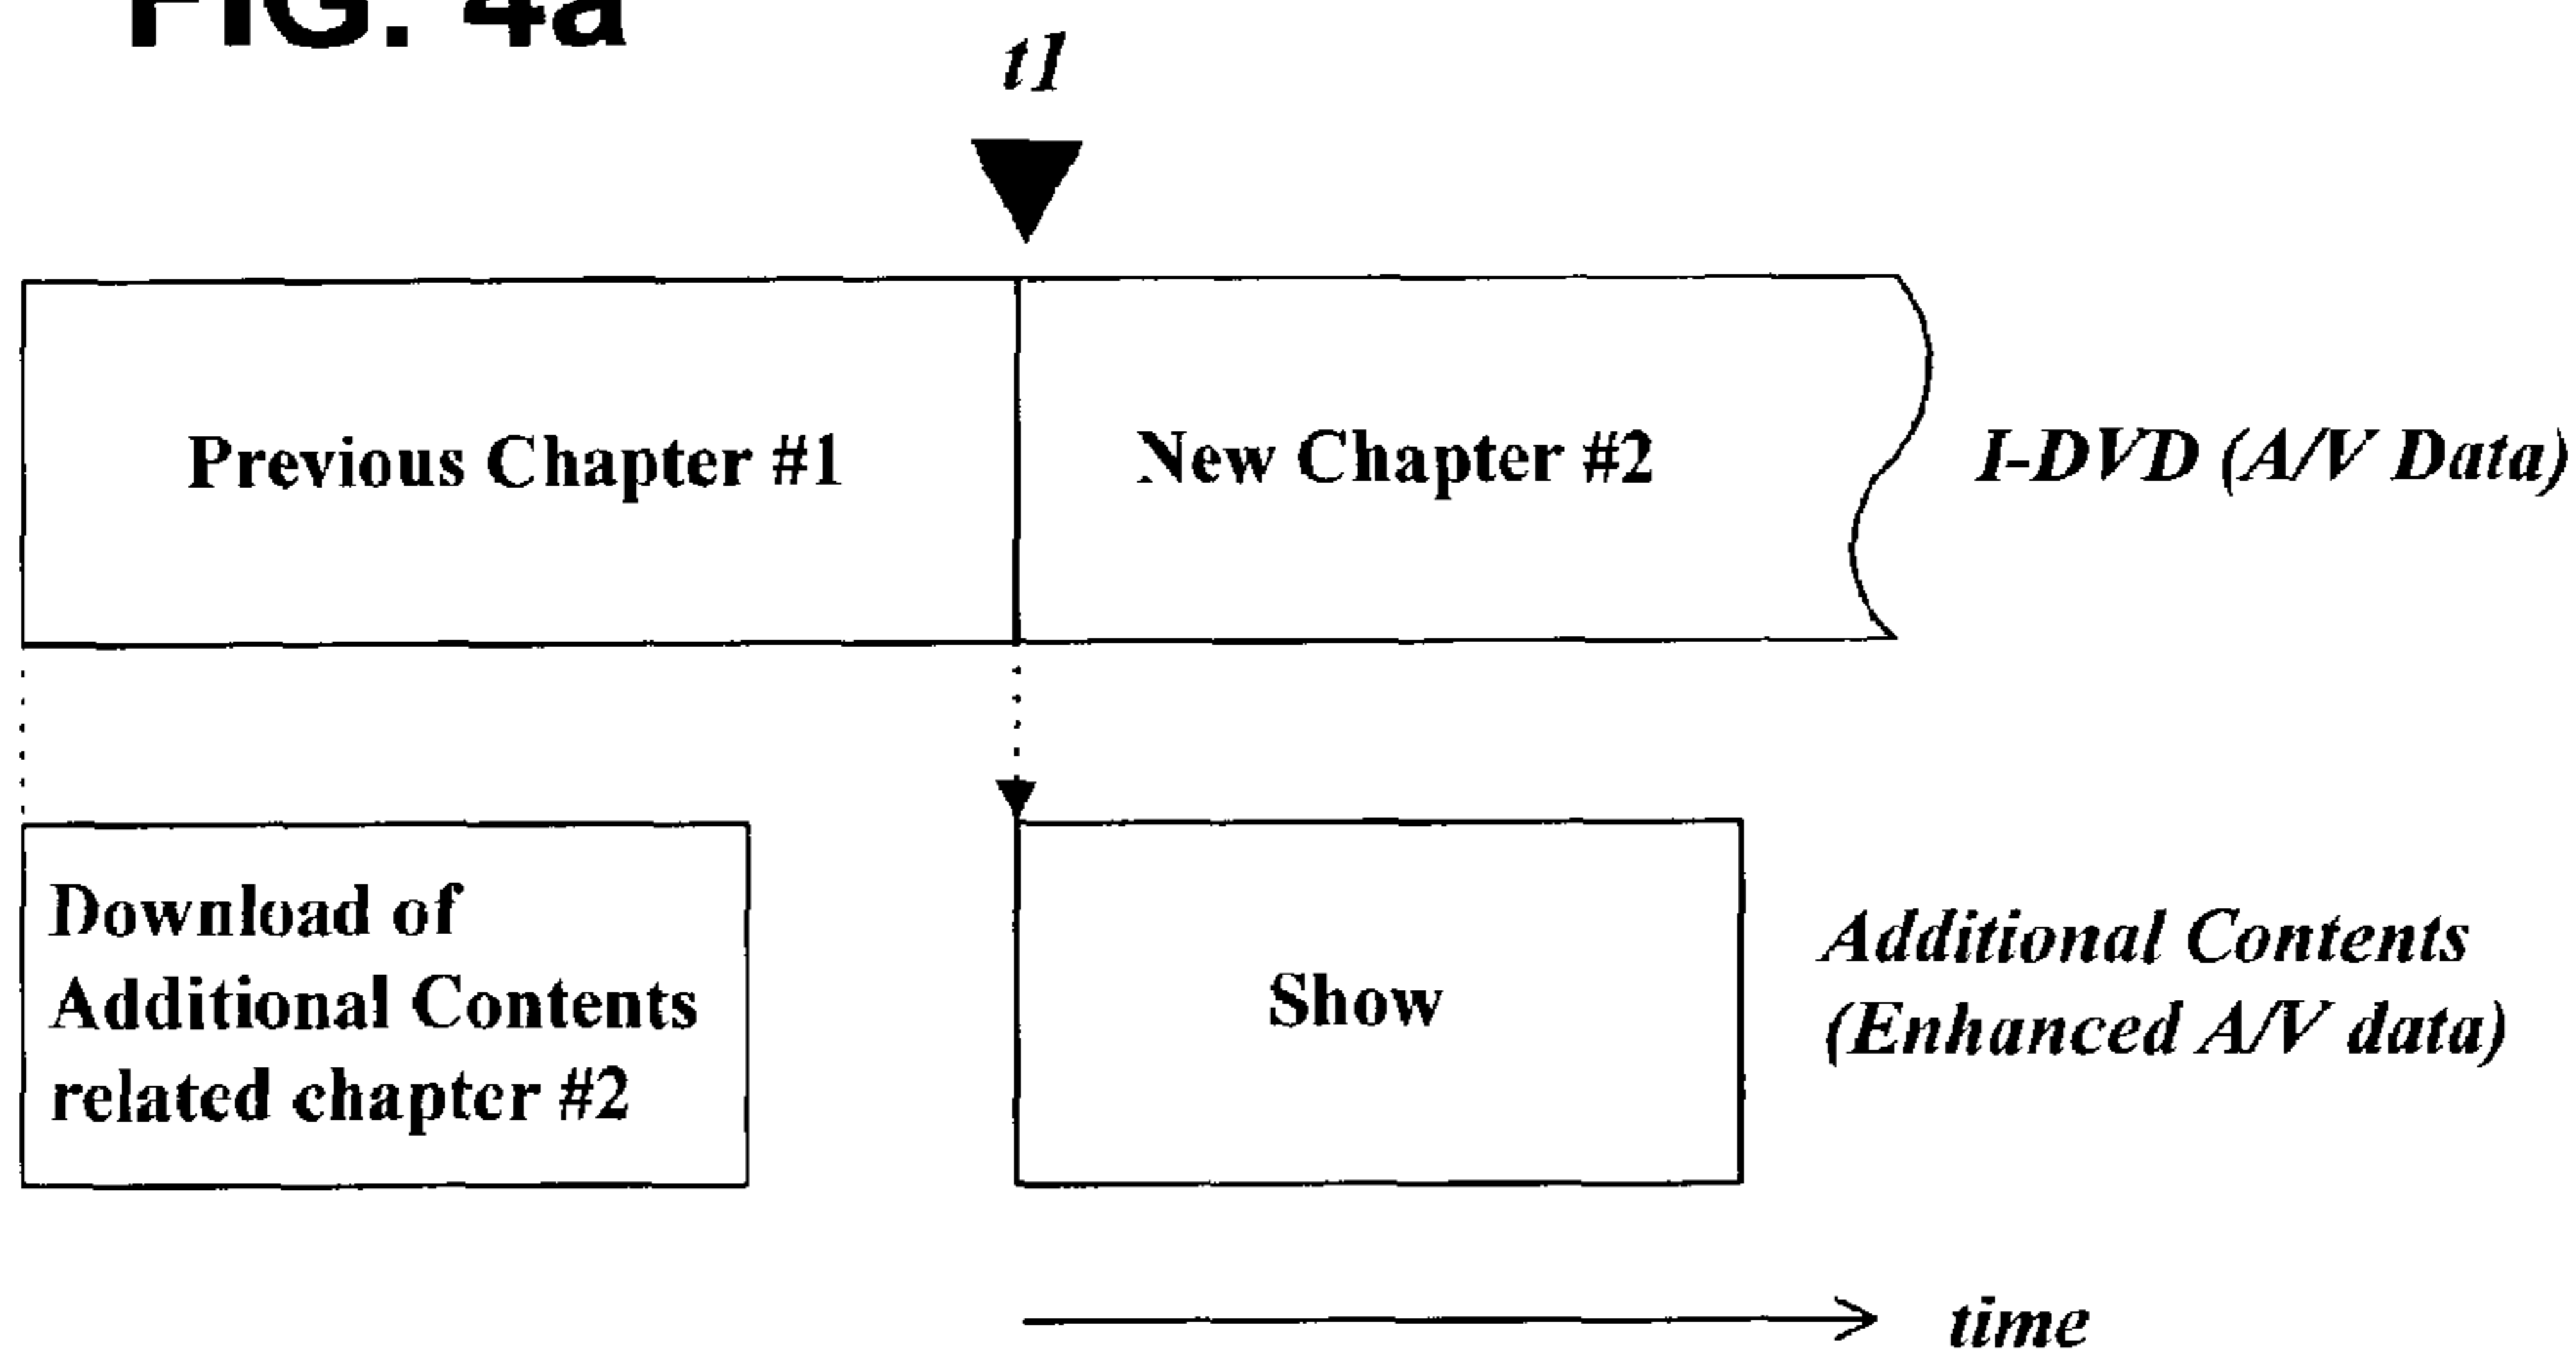 FIG. 4a
t1
Previous Chapter #1
New Chapter #2
I-DVD (A/V Data)
Download of
Additional Contents
related chapter #2
Show
Additional Contents
(Enhanced A/V data)
time